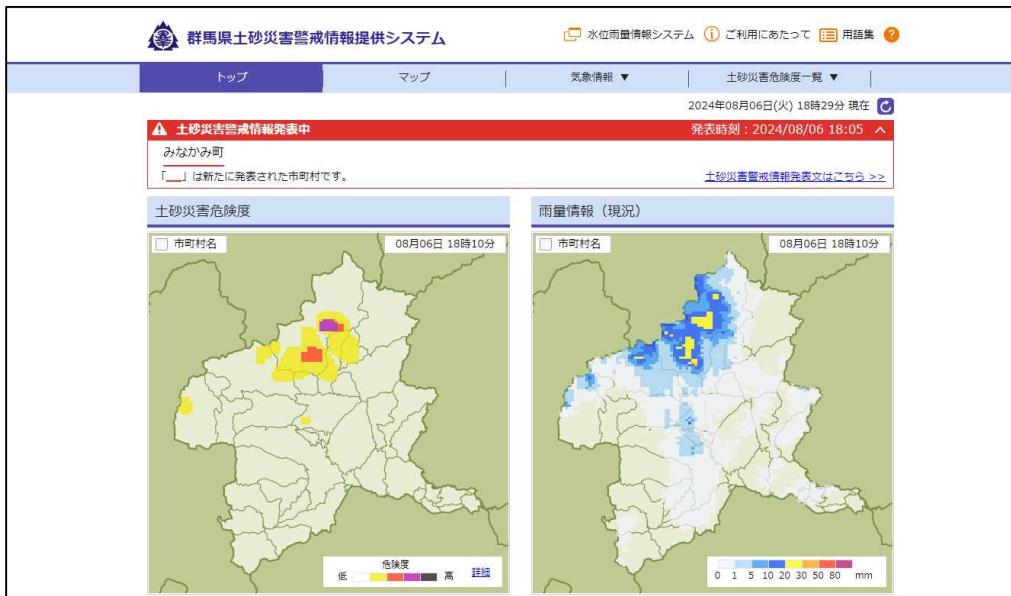 群馬県土砂災害警戒情報提供システム
水位雨量情報システム ご利用にあたって 用語集
トップ マップ 気象情報 ▼ 土砂災害危険度一覧 ▼
2024年08月06日(火) 18時29分 現在
土砂災害警戒情報発表中 発表時刻：2024/08/06 18:05
みなかみ町
「__」は新たに発表された市町村です。 土砂災害警戒情報発表文はこちら >>
土砂災害危険度 雨量情報（現況）
市町村名 08月06日 18時10分 市町村名 08月06日 18時10分
危険度
低 高 詳細
0 1 5 10 20 30 50 80 mm